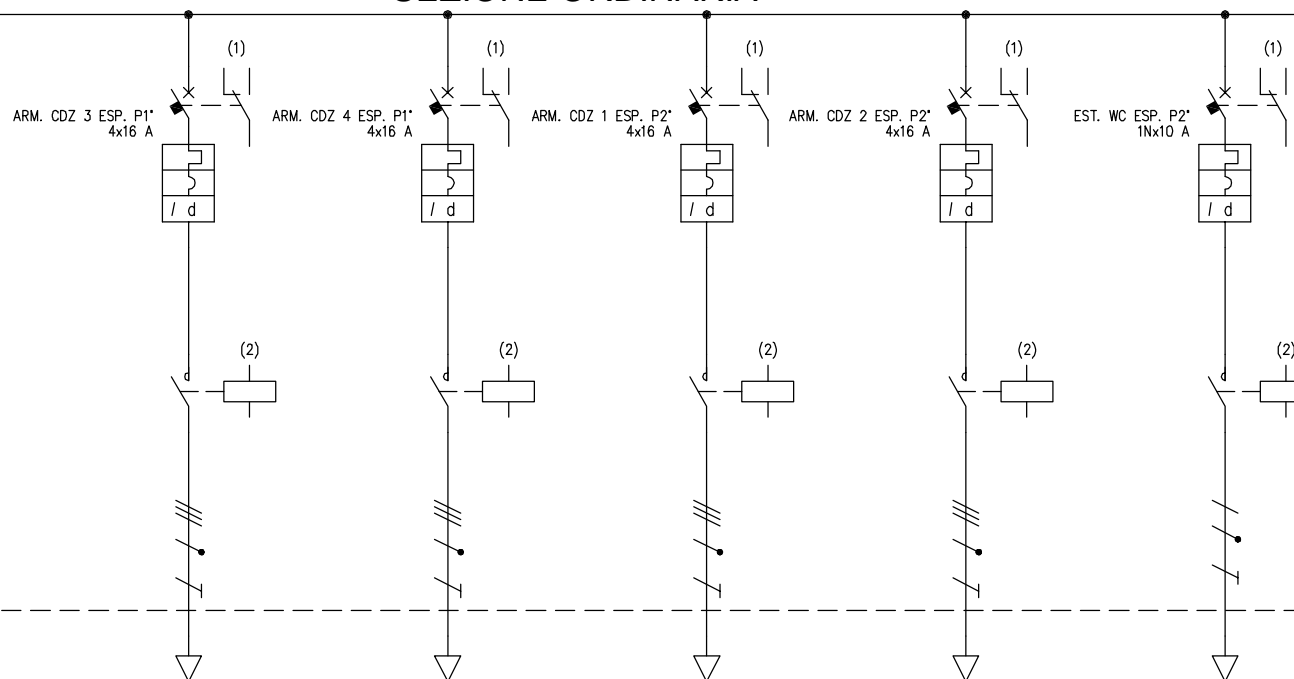 (1) (1) (1) (1) (1)
ARM. CDZ 3 ESP. P1°
4x16 A
ARM. CDZ 4 ESP. P1°
4x16 A
ARM. CDZ 1 ESP. P2°
4x16 A
ARM. CDZ 2 ESP. P2°
4x16 A
EST. WC ESP. P2°
1Nx10 A
I d I d I d I d I d
(2) (2) (2) (2) (2)